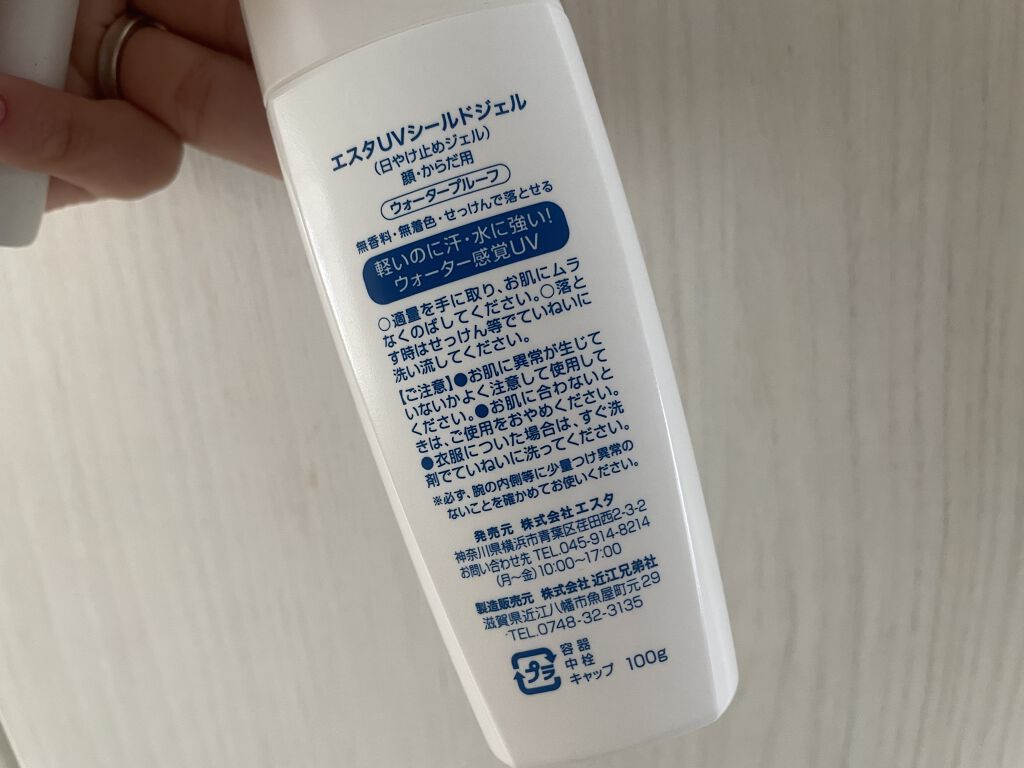 エスタUVシールドジェル
(日やけ止めジェル)
顔・からだ用
ウォータープルーフ
無香料・無着色・せっけんで落とせる
軽いのに汗・水に強い!
ウォーター感覚UV
○適量を手に取り、お肌にムラ
なくのばしてください。○落と
す時はせっけん等でていねいに
洗い流してください。
【ご注意】●お肌に異常が生じて
いないかよく注意して使用して
ください。●お肌に合わないと
きは、ご使用をおやめください。
●衣服についた場合は、すぐ洗
剤でていねいに洗ってください。
※必ず、腕の内側等に少量つけ異常の
ないことを確かめてお使いください。
発売元 株式会社エスタ
神奈川県横浜市青葉区荏田西2-3-2
お問い合わせ先 TEL.045-914-8214
(月〜金)10:00〜17:00
製造販売元 株式会社近江兄弟社
滋賀県近江八幡市魚屋町元29
TEL.0748-32-3135
プラ
容器
中栓
キャップ 100g